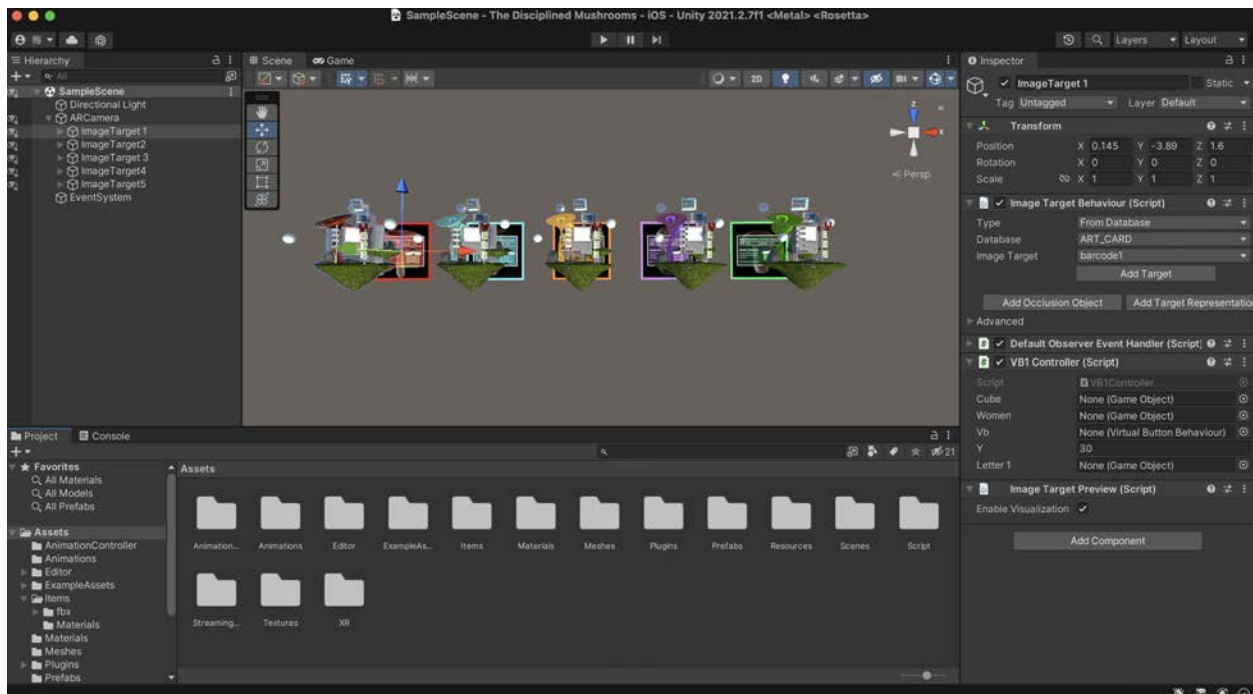 SampleScene - The Disciplined Mushrooms - iOS - Unity 2021.2.7f1 <Metal> <Rosetta>
Layers Layout
Hierarchy
All
SampleScene
Directional Light
ARCamera
ImageTarget 1
ImageTarget2
ImageTarget 3
ImageTarget4
ImageTarget5
EventSystem
Scene Game
2D
z
x
Persp
Inspector
ImageTarget 1 Static
Tag Untagged Layer Default
Transform
Position X 0.145 Y -3.89 Z 1.6
Rotation X 0 Y 0 Z 0
Scale X 1 Y 1 Z 1
Image Target Behaviour (Script)
Type From Database
Database ART_CARD
Image Target barcode1
Add Target
Add Occlusion Object Add Target Representatio
Advanced
Default Observer Event Handler (Script)
VB1 Controller (Script)
Script VB1Controller
Cube None (Game Object)
Women None (Game Object)
Vb None (Virtual Button Behaviour)
Y 30
Letter 1 None (Game Object)
Image Target Preview (Script)
Enable Visualization
Add Component
Project Console
21
Favorites
All Materials
All Models
All Prefabs
Assets
AnimationController
Animations
Editor
ExampleAssets
Items
fbx
Materials
Materials
Meshes
Plugins
Prefabs
Assets
Animation... Animations Editor ExampleAs... Items Materials Meshes Plugins Prefabs Resources Scenes Script
Streaming... Textures XR